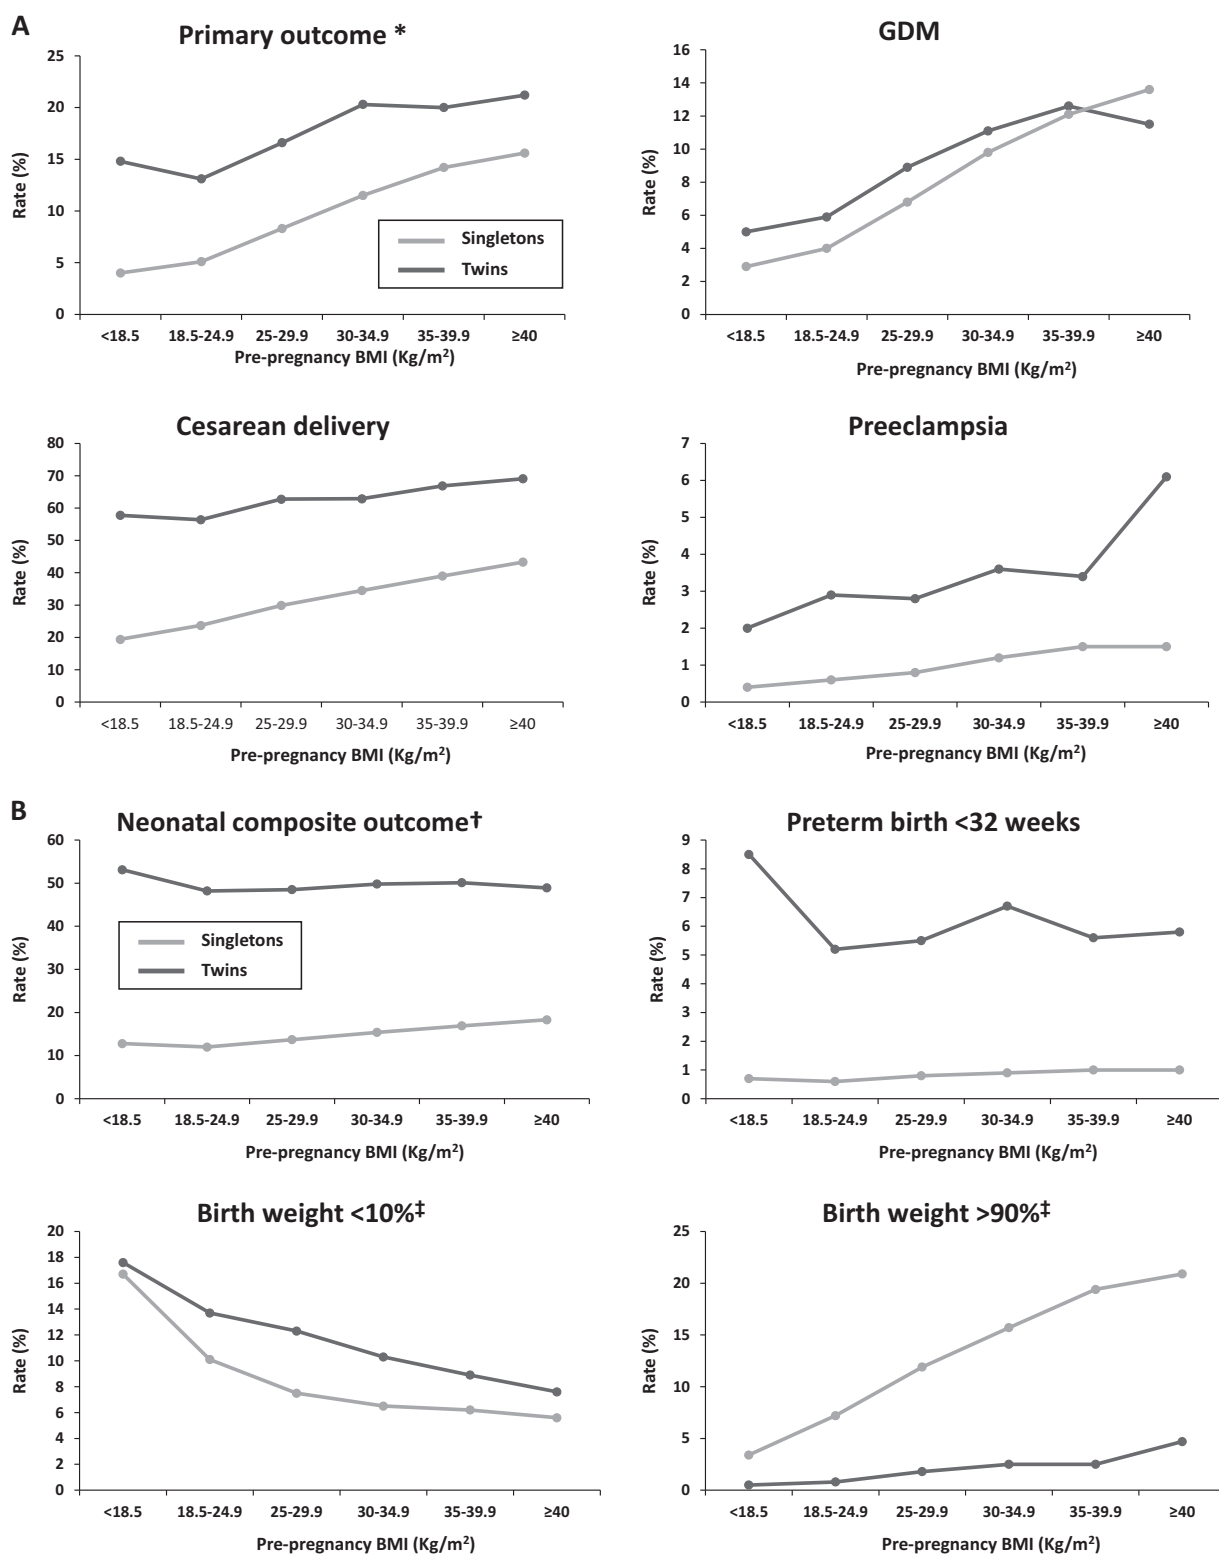 A
Primary outcome *
25
20
15
10
5
0
Rate (%)
Singletons
Twins
<18.5 18.5-24.9 25-29.9 30-34.9 35-39.9 ≥40
Pre-pregnancy BMI (Kg/m²)
GDM
16
14
12
10
8
6
4
2
0
Rate (%)
<18.5 18.5-24.9 25-29.9 30-34.9 35-39.9 ≥40
Pre-pregnancy BMI (Kg/m²)
Cesarean delivery
80
70
60
50
40
30
20
10
0
Rate (%)
<18.5 18.5-24.9 25-29.9 30-34.9 35-39.9 ≥40
Pre-pregnancy BMI (Kg/m²)
Preeclampsia
7
6
5
4
3
2
1
0
Rate (%)
<18.5 18.5-24.9 25-29.9 30-34.9 35-39.9 ≥40
Pre-pregnancy BMI (Kg/m²)
B
Neonatal composite outcome†
60
50
40
30
20
10
0
Rate (%)
Singletons
Twins
<18.5 18.5-24.9 25-29.9 30-34.9 35-39.9 ≥40
Pre-pregnancy BMI (Kg/m²)
Preterm birth <32 weeks
9
8
7
6
5
4
3
2
1
0
Rate (%)
<18.5 18.5-24.9 25-29.9 30-34.9 35-39.9 ≥40
Pre-pregnancy BMI (Kg/m²)
Birth weight <10%‡
20
18
16
14
12
10
8
6
4
2
0
Rate (%)
<18.5 18.5-24.9 25-29.9 30-34.9 35-39.9 ≥40
Pre-pregnancy BMI (Kg/m²)
Birth weight >90%‡
25
20
15
10
5
0
Rate (%)
<18.5 18.5-24.9 25-29.9 30-34.9 35-39.9 ≥40
Pre-pregnancy BMI (Kg/m²)